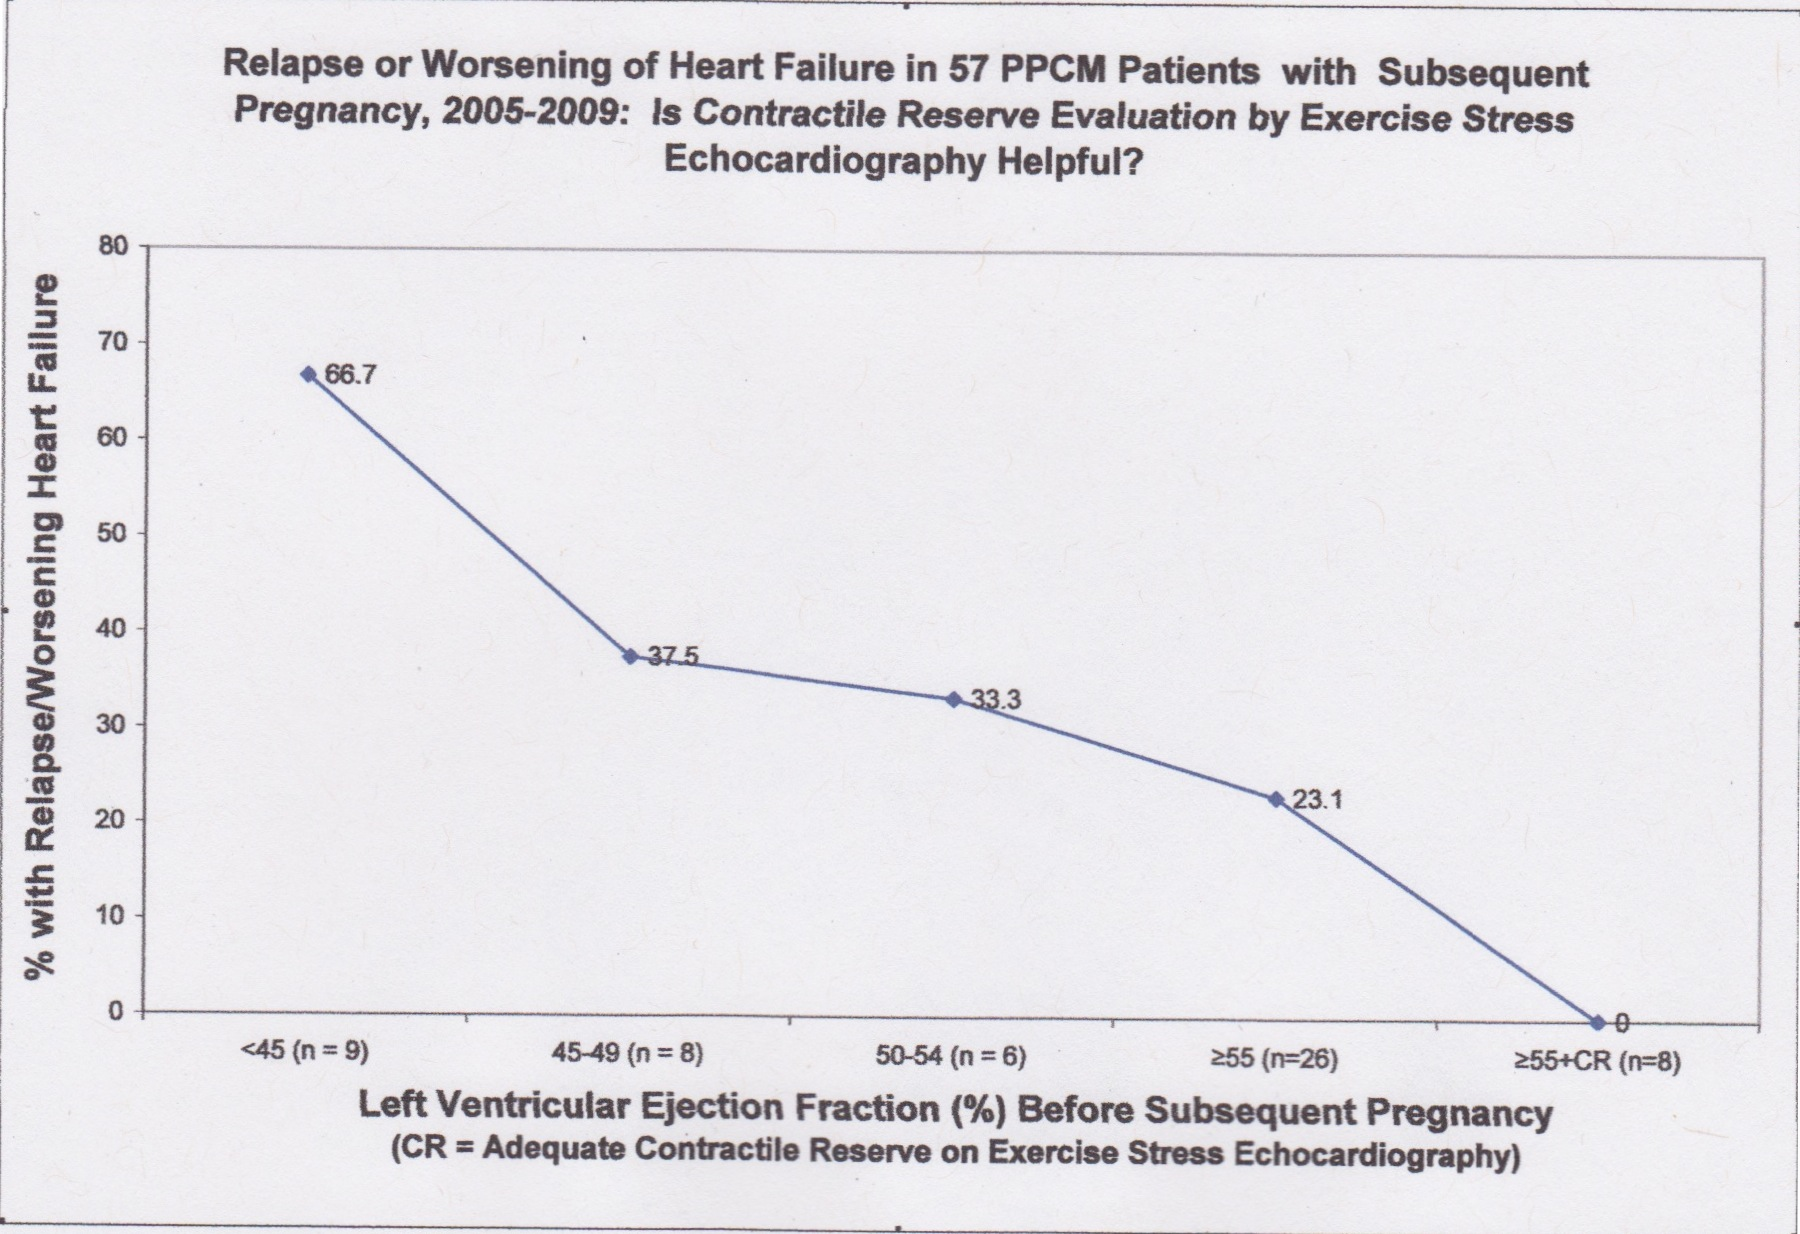 Relapse or Worsening of Heart Failure in 57 PPCM Patients with Subsequent
Pregnancy, 2005-2009: Is Contractile Reserve Evaluation by Exercise Stress
Echocardiography Helpful?
% with Relapse/Worsening Heart Failure
80
70
60
50
40
30
20
10
0
66.7
37.5
33.3
23.1
0
<45 (n = 9)
45-49 (n = 8)
50-54 (n = 6)
≥55 (n=26)
≥55+CR (n=8)
Left Ventricular Ejection Fraction (%) Before Subsequent Pregnancy
(CR = Adequate Contractile Reserve on Exercise Stress Echocardiography)